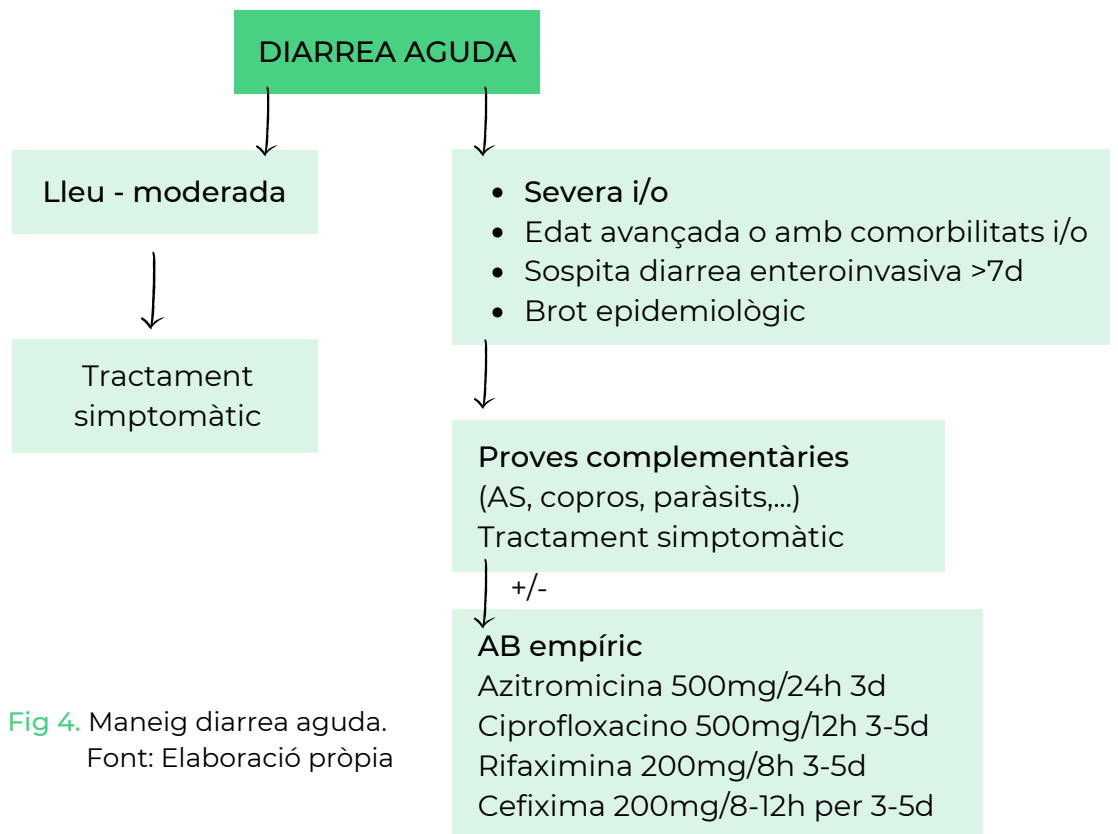 DIARREA AGUDA
Lleu - moderada
Tractament
simptomàtic
• Severa i/o
• Edat avançada o amb comorbilitats i/o
• Sospita diarrea enteroinvasiva >7d
• Brot epidemiològic
Proves complementàries
(AS, copros, paràsits,...)
Tractament simptomàtic
+/-
AB empíric
Azitromicina 500mg/24h 3d
Ciprofloxacino 500mg/12h 3-5d
Rifaximina 200mg/8h 3-5d
Cefixima 200mg/8-12h per 3-5d
Fig 4. Maneig diarrea aguda.
Font: Elaboració pròpia